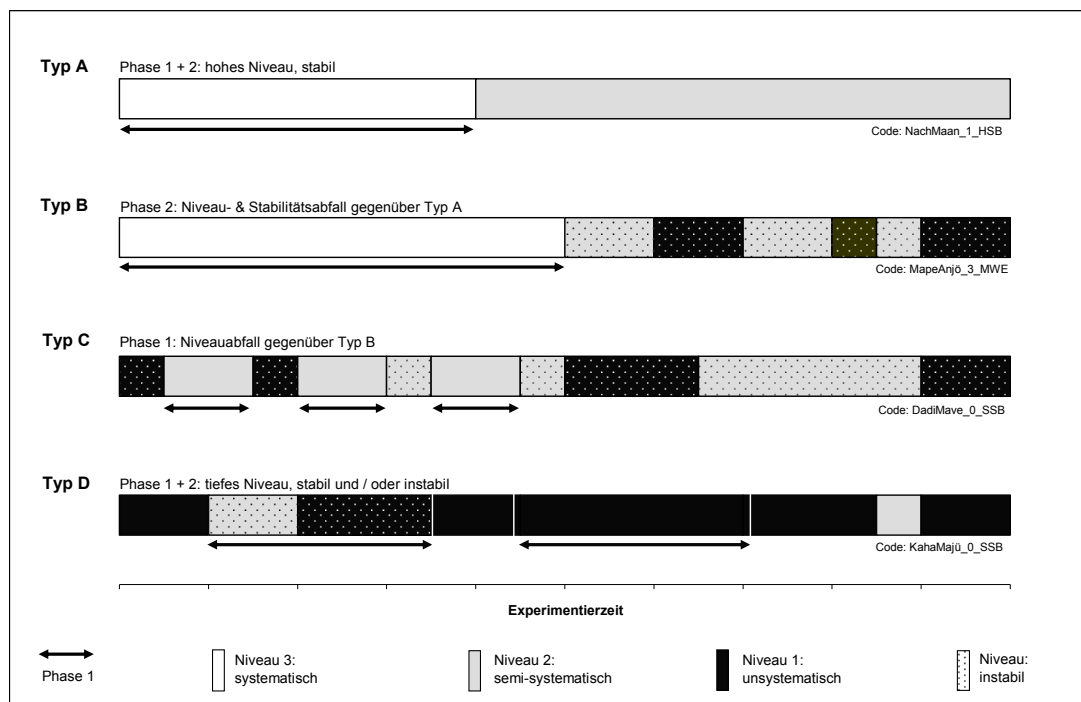 Typ A Phase 1 + 2: hohes Niveau, stabil
Code: NachMaan_1_HSB
Typ B Phase 2: Niveau- & Stabilitätsabfall gegenüber Typ A
Code: MapeAnjö_3_MWE
Typ C Phase 1: Niveauabfall gegenüber Typ B
Code: DadiMave_0_SSB
Typ D Phase 1 + 2: tiefes Niveau, stabil und / oder instabil
Code: KahaMajü_0_SSB
Experimentierzeit
Phase 1
Niveau 3:
systematisch
Niveau 2:
semi-systematisch
Niveau 1:
unsystematisch
Niveau:
instabil